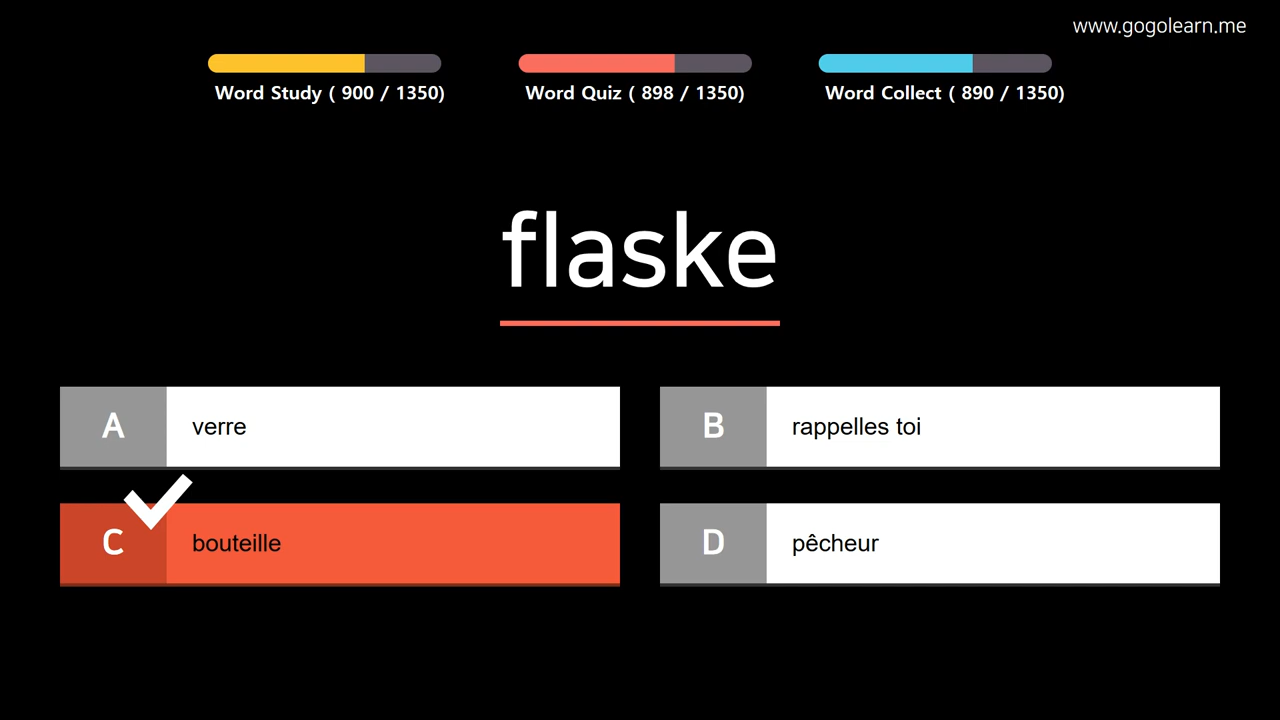 www.gogolearn.me
Word Study ( 900 / 1350)
Word Quiz ( 898 / 1350)
Word Collect ( 890 / 1350)
flaske
A
verre
B
rappelles toi
C
bouteille
D
pêcheur